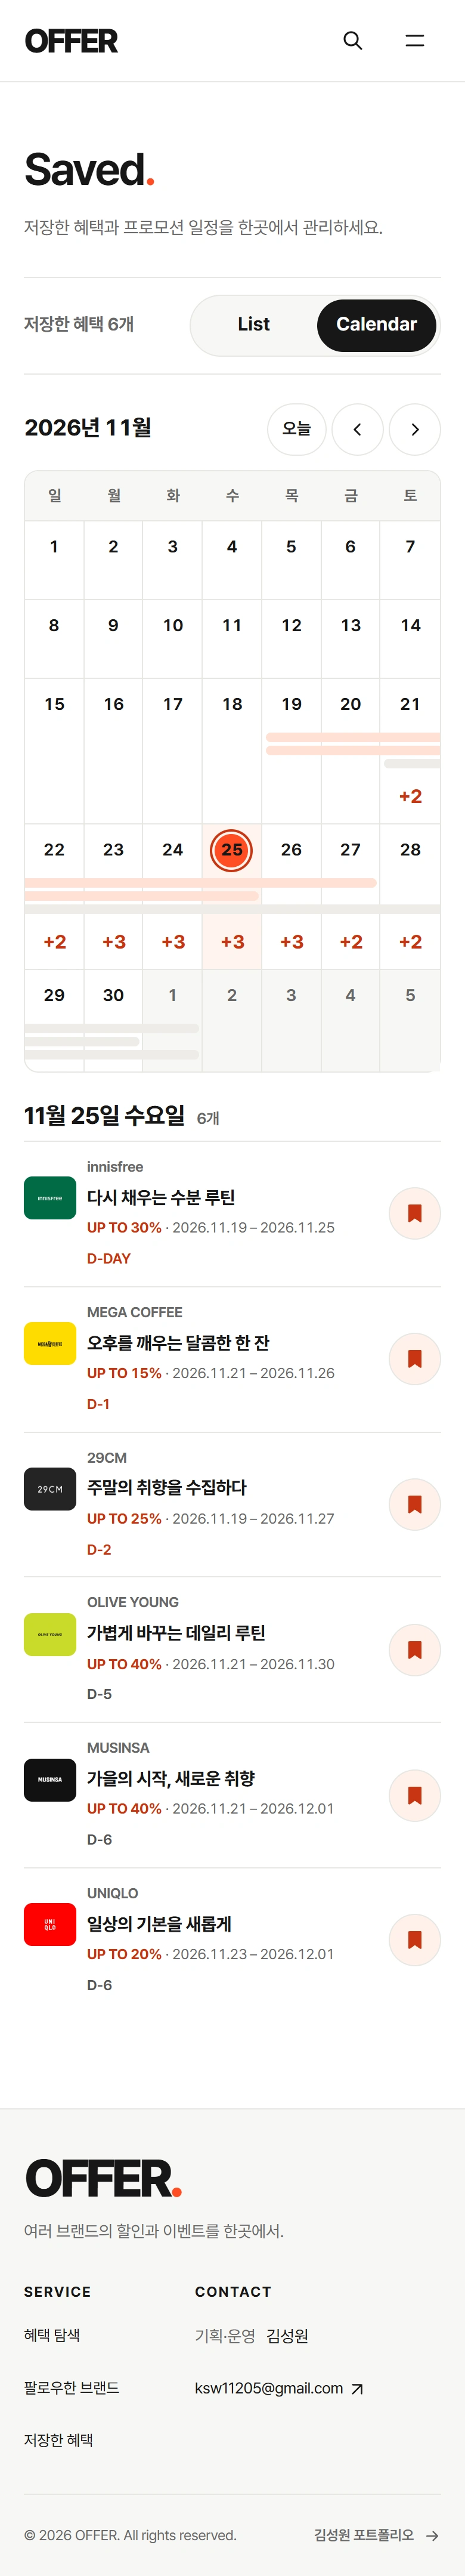 OFFER
Saved.
저장한 혜택과 프로모션 일정을 한곳에서 관리하세요.
저장한 혜택 6개
List
Calendar
2026년 11월
오늘
일 월 화 수 목 금 토
1 2 3 4 5 6 7
8 9 10 11 12 13 14
15 16 17 18 19 20 21
+2
22 23 24 25 26 27 28
+2 +3 +3 +3 +3 +2 +2
29 30 1 2 3 4 5
11월 25일 수요일 6개
innisfree
innisfree
다시 채우는 수분 루틴
UP TO 30% · 2026.11.19 – 2026.11.25
D-DAY
MEGA COFFEE
오후를 깨우는 달콤한 한 잔
UP TO 15% · 2026.11.21 – 2026.11.26
D-1
29CM
29CM
주말의 취향을 수집하다
UP TO 25% · 2026.11.19 – 2026.11.27
D-2
OLIVE YOUNG
OLIVE YOUNG
가볍게 바꾸는 데일리 루틴
UP TO 40% · 2026.11.21 – 2026.11.30
D-5
MUSINSA
MUSINSA
가을의 시작, 새로운 취향
UP TO 40% · 2026.11.21 – 2026.12.01
D-6
UNIQLO
UNI
QLO
일상의 기본을 새롭게
UP TO 20% · 2026.11.23 – 2026.12.01
D-6
OFFER.
여러 브랜드의 할인과 이벤트를 한곳에서.
SERVICE
혜택 탐색
팔로우한 브랜드
저장한 혜택
CONTACT
기획·운영 김성원
ksw11205@gmail.com
© 2026 OFFER. All rights reserved.
김성원 포트폴리오